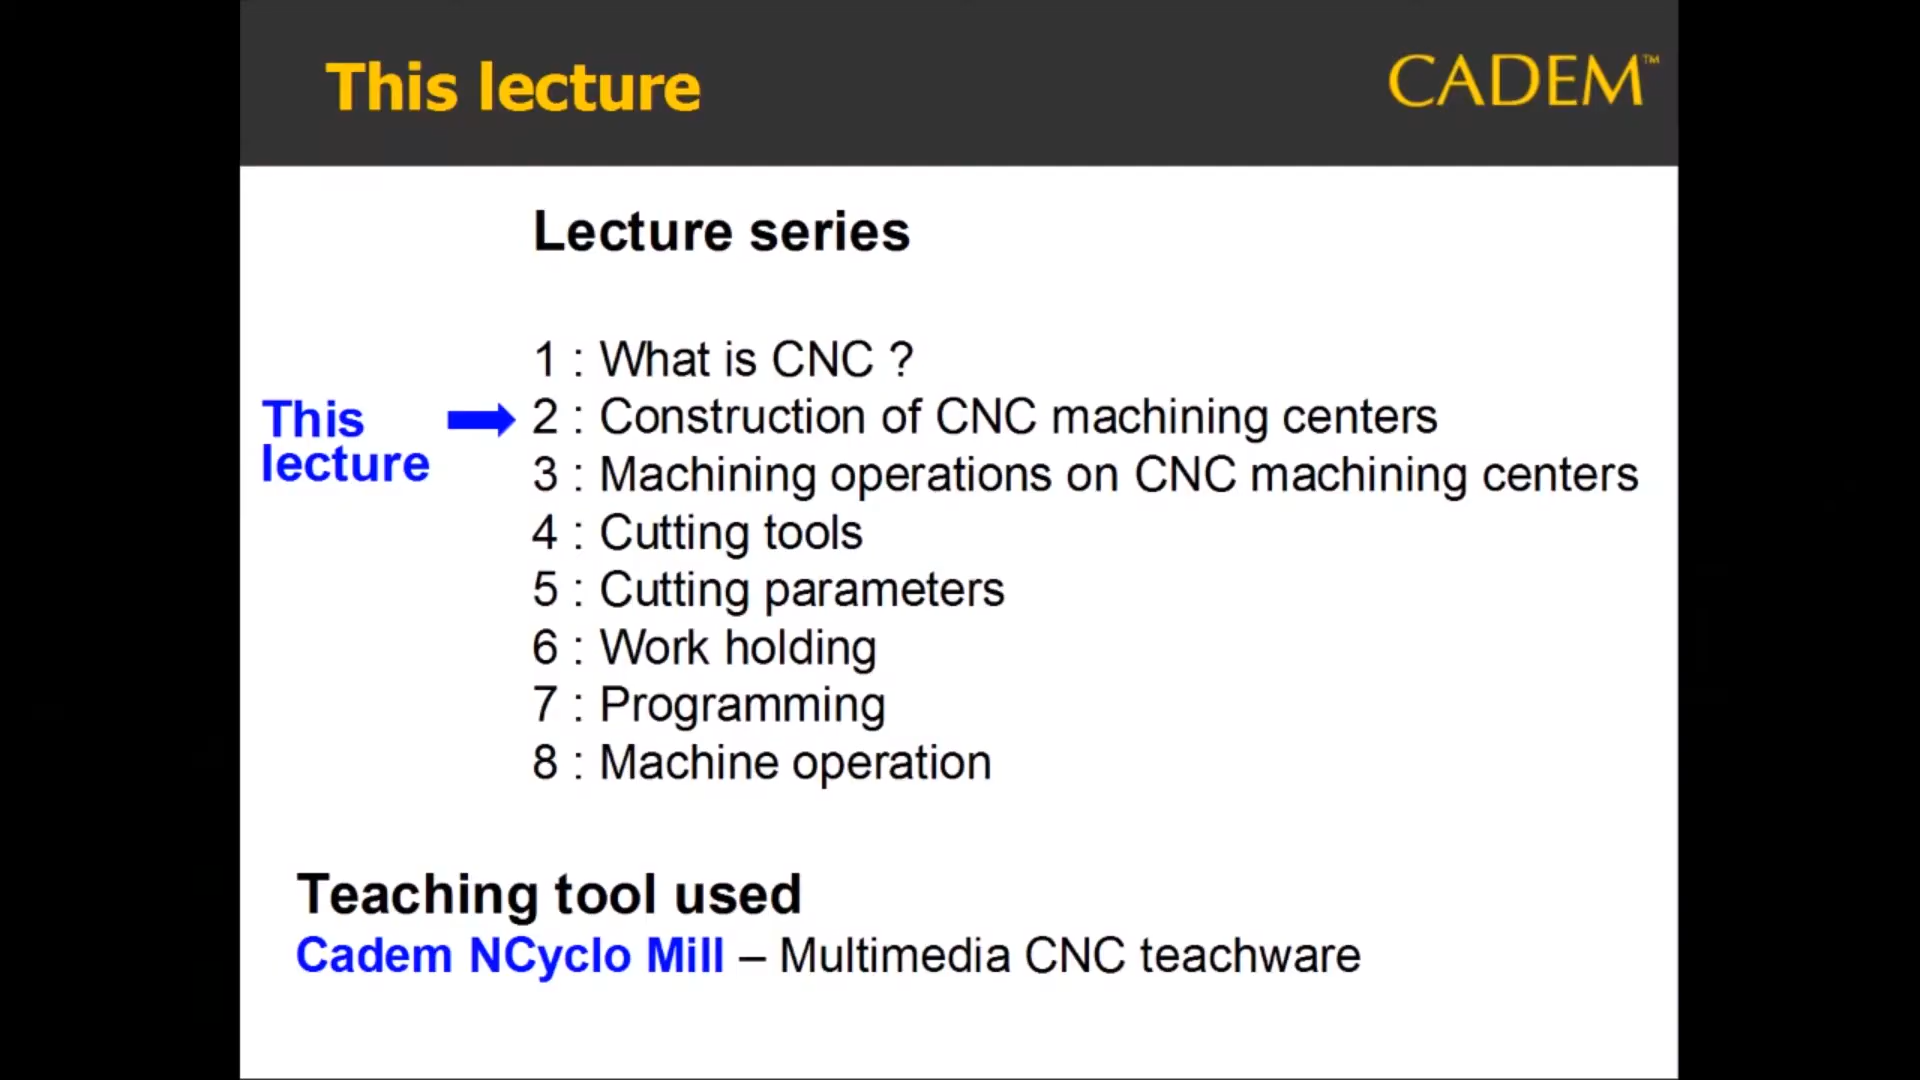 This lecture
CADEM™
Lecture series
1 : What is CNC ?
This lecture
2 : Construction of CNC machining centers
3 : Machining operations on CNC machining centers
4 : Cutting tools
5 : Cutting parameters
6 : Work holding
7 : Programming
8 : Machine operation
Teaching tool used
Cadem NCyclo Mill – Multimedia CNC teachware